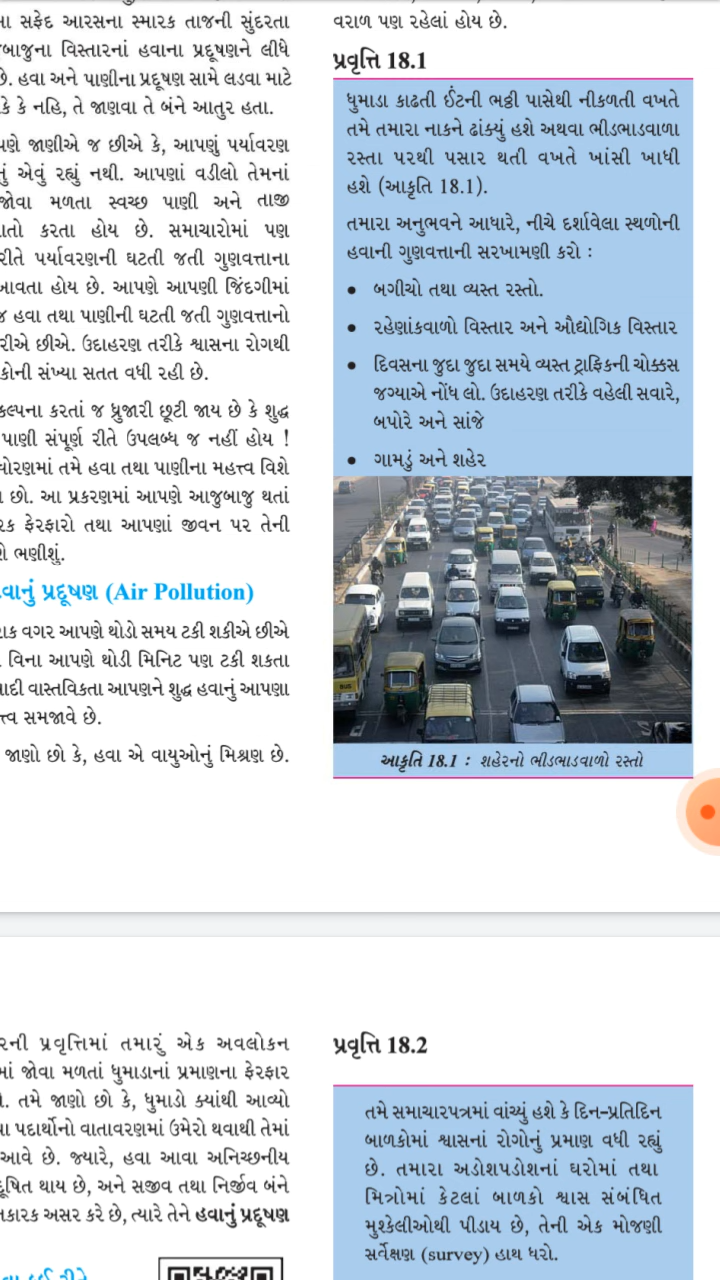 સફેદ આરસના સ્મારક તાજની સુંદરતા
બાજુના વિસ્તારનાં હવાના પ્રદૂષણને લીધે
છે. હવા અને પાણીના પ્રદૂષણ સામે લડવા માટે
કે કે નહિ, તે જાણવા તે બંને આતુર હતા.
પણે જાણીએ જ છીએ કે, આપણું પર્યાવરણ
નું એવું રહ્યું નથી. આપણાં વડીલો તેમનાં
જોવા મળતા સ્વચ્છ પાણી અને તાજી
તો કરતા હોય છે. સમાચારોમાં પણ
રીતે પર્યાવરણની ઘટતી જતી ગુણવત્તાના
આવતા હોય છે. આપણે આપણી જિંદગીમાં
જ હવા તથા પાણીની ઘટતી જતી ગુણવત્તાનો
રીએ છીએ. ઉદાહરણ તરીકે શ્વાસના રોગથી
કોની સંખ્યા સતત વધી રહી છે.
કલ્પના કરતાં જ ધ્રુજારી છૂટી જાય છે કે શુદ્ધ
પાણી સંપૂર્ણ રીતે ઉપલબ્ધ જ નહીં હોય !
ધોરણમાં તમે હવા તથા પાણીના મહત્ત્વ વિશે
છો. આ પ્રકરણમાં આપણે આજુબાજુ થતાં
રક ફેરફારો તથા આપણાં જીવન પર તેની
ભણીશું.
વાનું પ્રદૂષણ (Air Pollution)
રાક વગર આપણે થોડો સમય ટકી શકીએ છીએ
વિના આપણે થોડી મિનિટ પણ ટકી શકતા
ાદી વાસ્તવિકતા આપણને શુદ્ધ હવાનું આપણા
ત્ત્વ સમજાવે છે.
જાણો છો કે, હવા એ વાયુઓનું મિશ્રણ છે.
વરાળ પણ રહેલાં હોય છે.
પ્રવૃત્તિ 18.1
ધુમાડા કાઢતી ઈંટની ભઠ્ઠી પાસેથી નીકળતી વખતે
તમે તમારા નાકને ઢાંક્યું હશે અથવા ભીડભાડવાળા
રસ્તા પરથી પસાર થતી વખતે ખાંસી ખાધી
હશે (આકૃતિ 18.1).
તમારા અનુભવને આધારે, નીચે દર્શાવેલા સ્થળોની
હવાની ગુણવત્તાની સરખામણી કરો :
• બગીચો તથા વ્યસ્ત રસ્તો.
• રહેણાંકવાળો વિસ્તાર અને ઔદ્યોગિક વિસ્તાર
• દિવસના જુદા જુદા સમયે વ્યસ્ત ટ્રાફિકની ચોક્કસ
જગ્યાએ નોંધ લો. ઉદાહરણ તરીકે વહેલી સવારે,
બપોરે અને સાંજે
• ગામડું અને શહેર
BUS
આકૃતિ 18.1 : શહેરનો ભીડભાડવાળો રસ્તો
રની પ્રવૃત્તિમાં તમારું એક અવલોકન
માં જોવા મળતાં ધુમાડાનાં પ્રમાણના ફેરફાર
તમે જાણો છો કે, ધુમાડો ક્યાંથી આવ્યો
પદાર્થોનો વાતાવરણમાં ઉમેરો થવાથી તેમાં
આવે છે. જ્યારે, હવા આવા અનિચ્છનીય
દૂષિત થાય છે, અને સજીવ તથા નિર્જીવ બંને
નકારક અસર કરે છે, ત્યારે તેને હવાનું પ્રદૂષણ
પ્રવૃત્તિ 18.2
તમે સમાચારપત્રમાં વાંચ્યું હશે કે દિન-પ્રતિદિન
બાળકોમાં શ્વાસનાં રોગોનું પ્રમાણ વધી રહ્યું
છે. તમારા અડોશપડોશનાં ઘરોમાં તથા
મિત્રોમાં કેટલાં બાળકો શ્વાસ સંબંધિત
મુશ્કેલીઓથી પીડાય છે, તેની એક મોજણી
સર્વેક્ષણ (survey) હાથ ધરો.